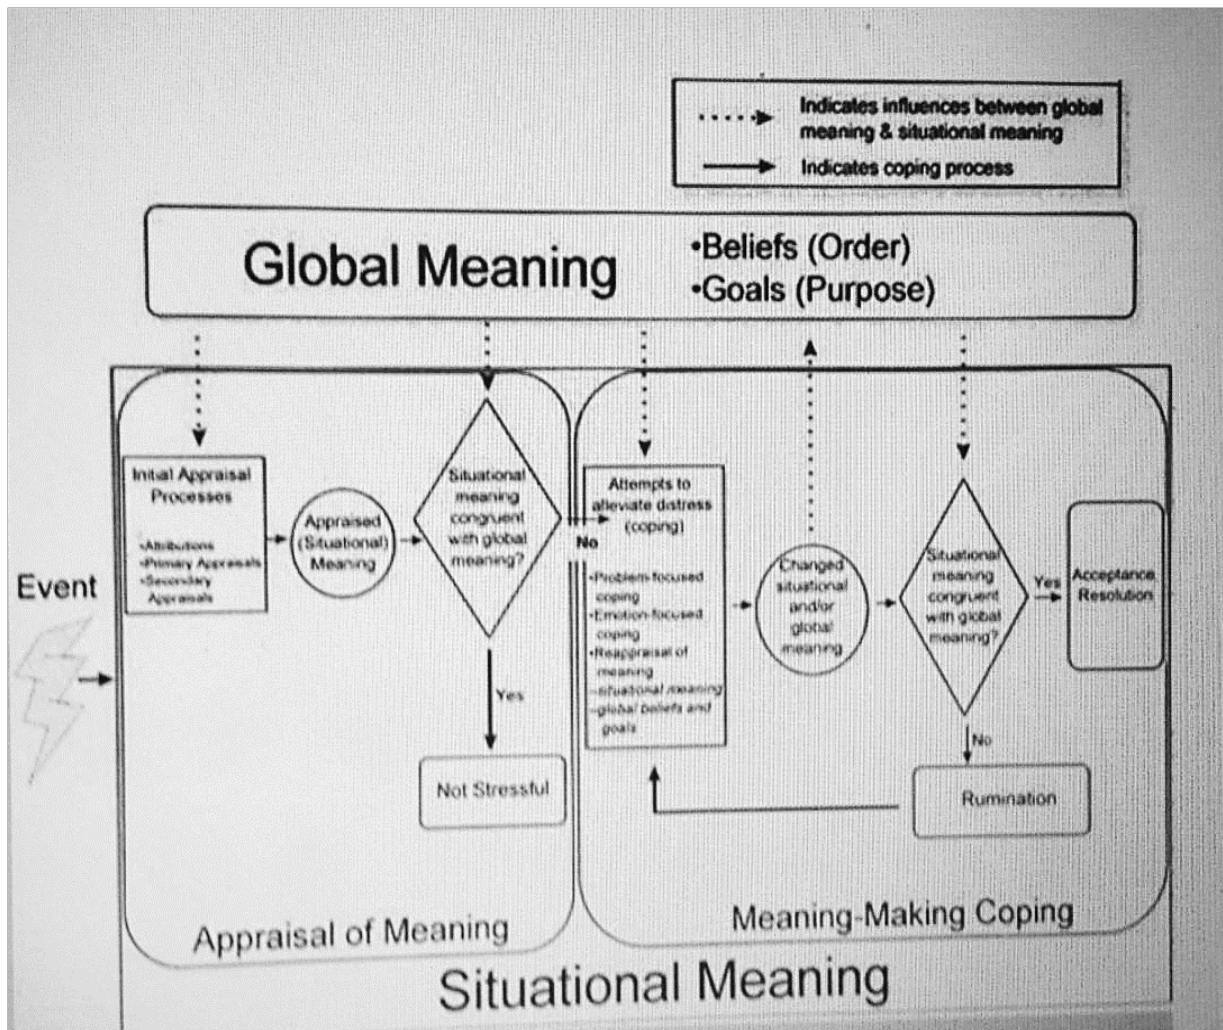 Indicates influences between global
meaning & situational meaning
Indicates coping process
Global Meaning
•Beliefs (Order)
•Goals (Purpose)
Event
Initial Appraisal
Processes
•Attributions
•Primary Appraisals
•Secondary
Appraisals
Appraised
(Situational)
Meaning
Situational
meaning
congruent
with global
meaning?
Yes
Not Stressful
No
Appraisal of Meaning
Attempts to
alleviate distress
(coping)
•Problem-focused
coping
•Emotion-focused
coping
•Reappraisal of
meaning
-situational meaning
-global beliefs and
goals
Changed
situational
and/or
global
meaning
Situational
meaning
congruent
with global
meaning?
Yes
Acceptance
Resolution
No
Rumination
Meaning-Making Coping
Situational Meaning